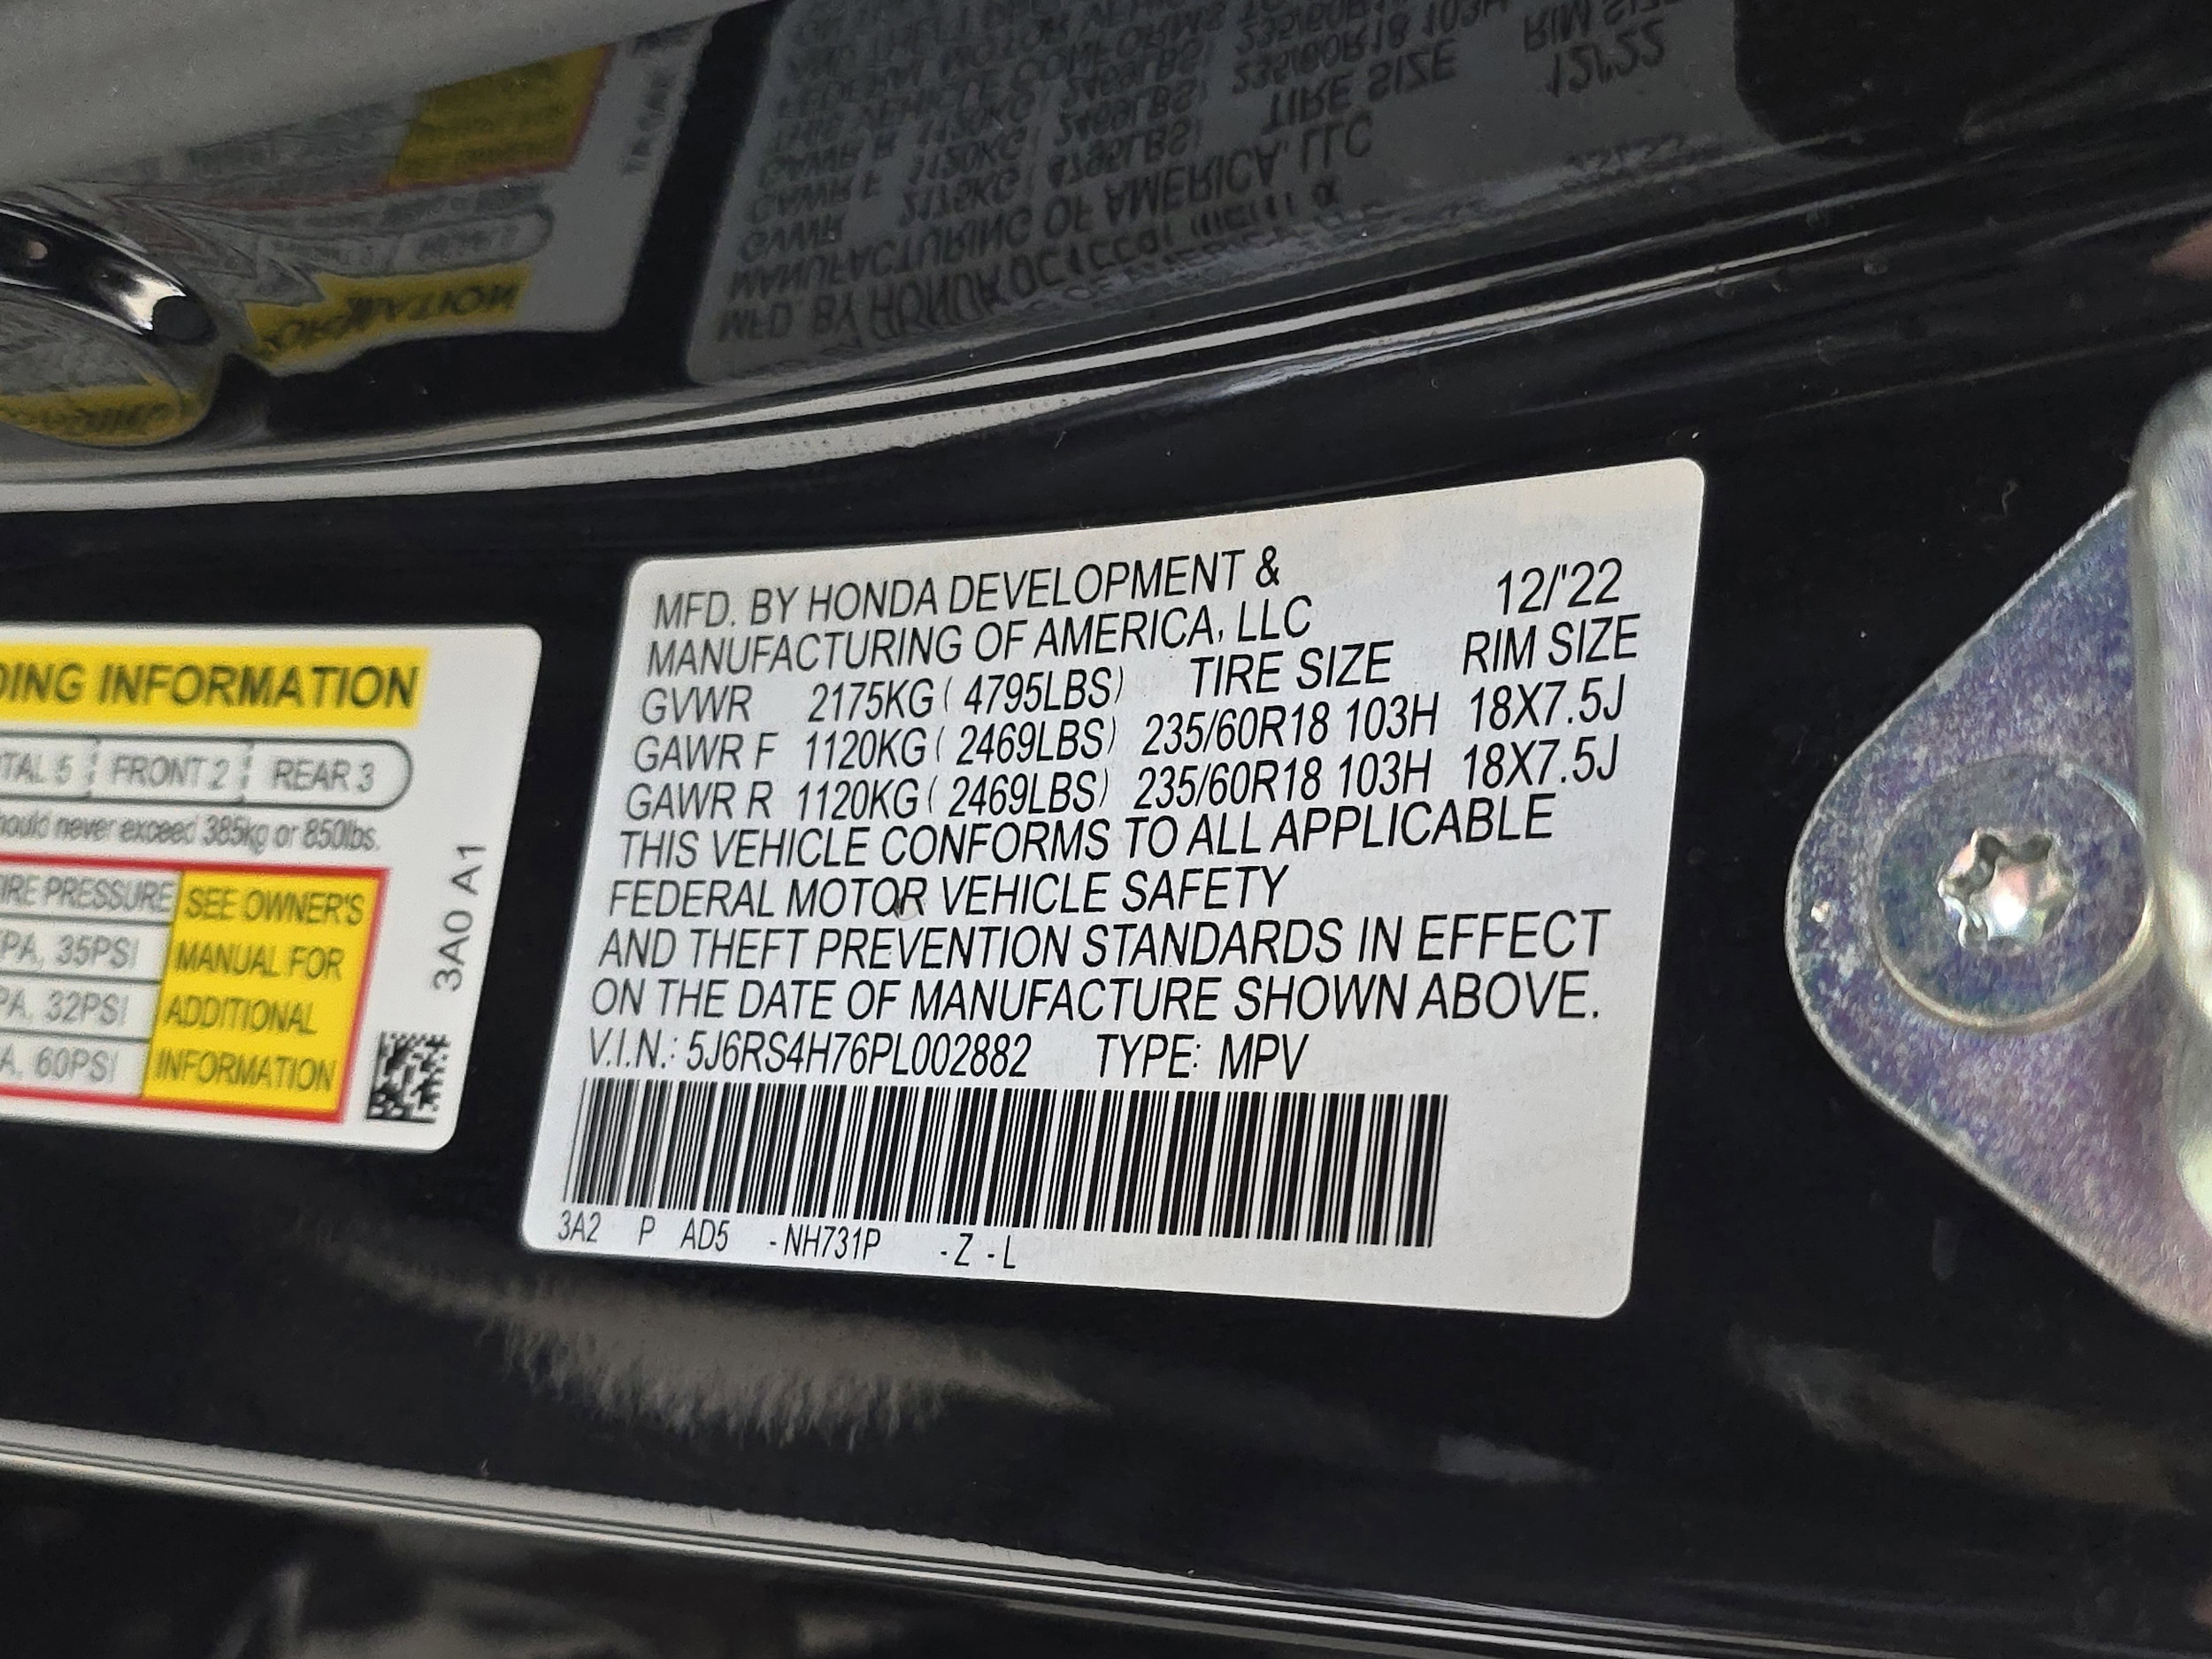 DING INFORMATION
TAL 5 FRONT 2 REAR 3
hould never exceed 385kg or 850lbs.
IRE PRESSURE
SEE OWNER'S
MANUAL FOR
ADDITIONAL
INFORMATION
PA, 35PSI
PA, 32PSI
A, 60PSI
3A0 A1
MFD. BY HONDA DEVELOPMENT &
MANUFACTURING OF AMERICA, LLC 12/'22
GVWR 2175KG ( 4795LBS) TIRE SIZE RIM SIZE
GAWR F 1120KG ( 2469LBS) 235/60R18 103H 18X7.5J
GAWR R 1120KG ( 2469LBS) 235/60R18 103H 18X7.5J
THIS VEHICLE CONFORMS TO ALL APPLICABLE
FEDERAL MOTOR VEHICLE SAFETY
AND THEFT PREVENTION STANDARDS IN EFFECT
ON THE DATE OF MANUFACTURE SHOWN ABOVE.
V.I.N.: 5J6RS4H76PL002882 TYPE: MPV
3A2 P AD5 -NH731P -Z -L